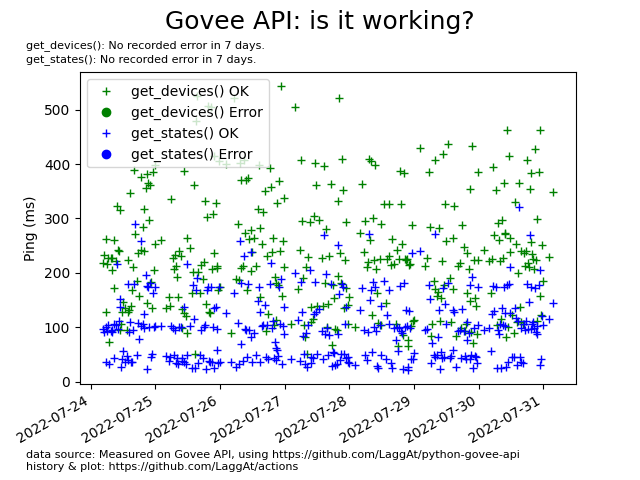 Govee API: is it working?
get_devices(): No recorded error in 7 days.
get_states(): No recorded error in 7 days.
get_devices() OK
get_devices() Error
get_states() OK
get_states() Error
Ping (ms)
500
400
300
200
100
0
2022-07-24
2022-07-25
2022-07-26
2022-07-27
2022-07-28
2022-07-29
2022-07-30
2022-07-31
data source: Measured on Govee API, using https://github.com/LaggAt/python-govee-api
history & plot: https://github.com/LaggAt/actions